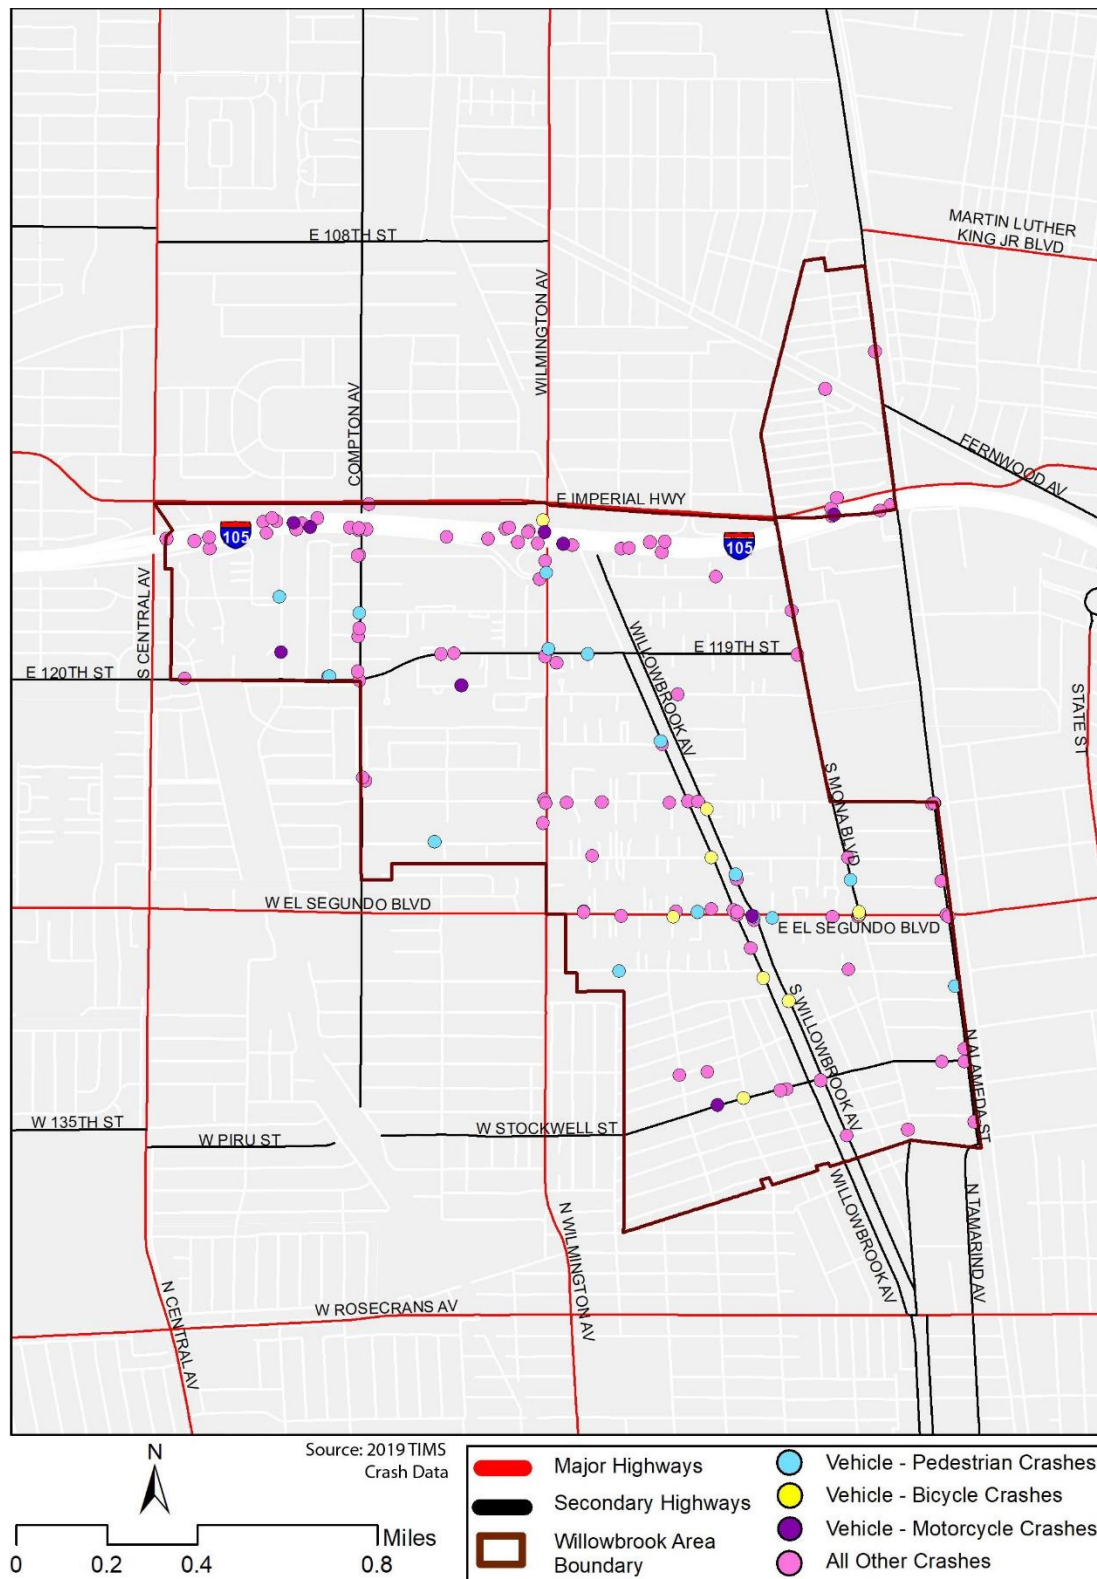 MARTIN LUTHER
KING JR BLVD
E 108TH ST
WILMINGTON AV
COMPTON AV
FERNWOOD AV
E IMPERIAL HWY
105
105
S CENTRAL AV
E 119TH ST
E 120TH ST
WILLOWBROOK AV
STATE ST
S MONA BLVD
W EL SEGUNDO BLVD
E EL SEGUNDO BLVD
S WILLOWBROOK AV
N ALAMEDA ST
W 135TH ST
W PIRU ST
W STOCKWELL ST
WILLOWBROOK AV
N TAMARIND AV
N WILMINGTON AV
N CENTRAL AV
W ROSECRANS AV
N
Source: 2019 TIMS
Crash Data
Miles
0 0.2 0.4 0.8
Major Highways
Secondary Highways
Willowbrook Area
Boundary
Vehicle - Pedestrian Crashes
Vehicle - Bicycle Crashes
Vehicle - Motorcycle Crashes
All Other Crashes